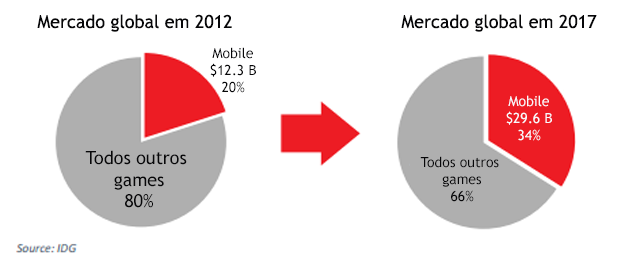 Mercado global em 2012
Mobile
$12.3 B
20%
Todos outros
games
80%
Mercado global em 2017
Mobile
$29.6 B
34%
Todos outros
games
66%
Source: IDG